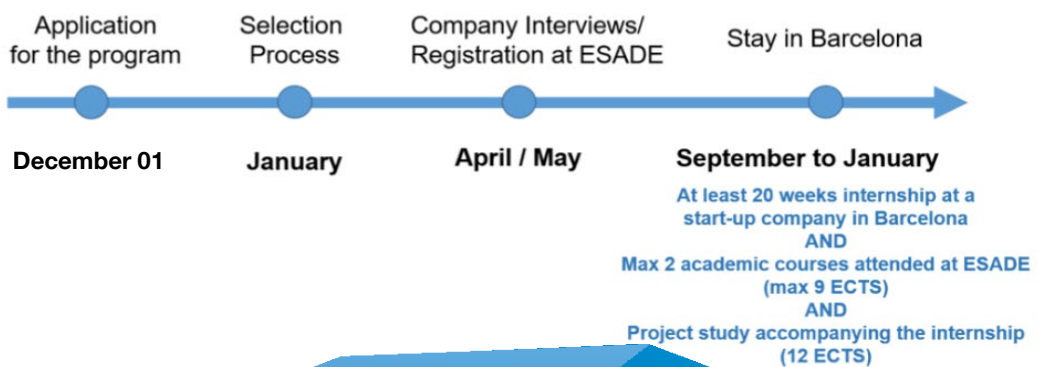 Application
for the program
Selection
Process
Company Interviews/
Registration at ESADE
Stay in Barcelona
December 01
January
April / May
September to January
At least 20 weeks internship at a
start-up company in Barcelona
AND
Max 2 academic courses attended at ESADE
(max 9 ECTS)
AND
Project study accompanying the internship
(12 ECTS)